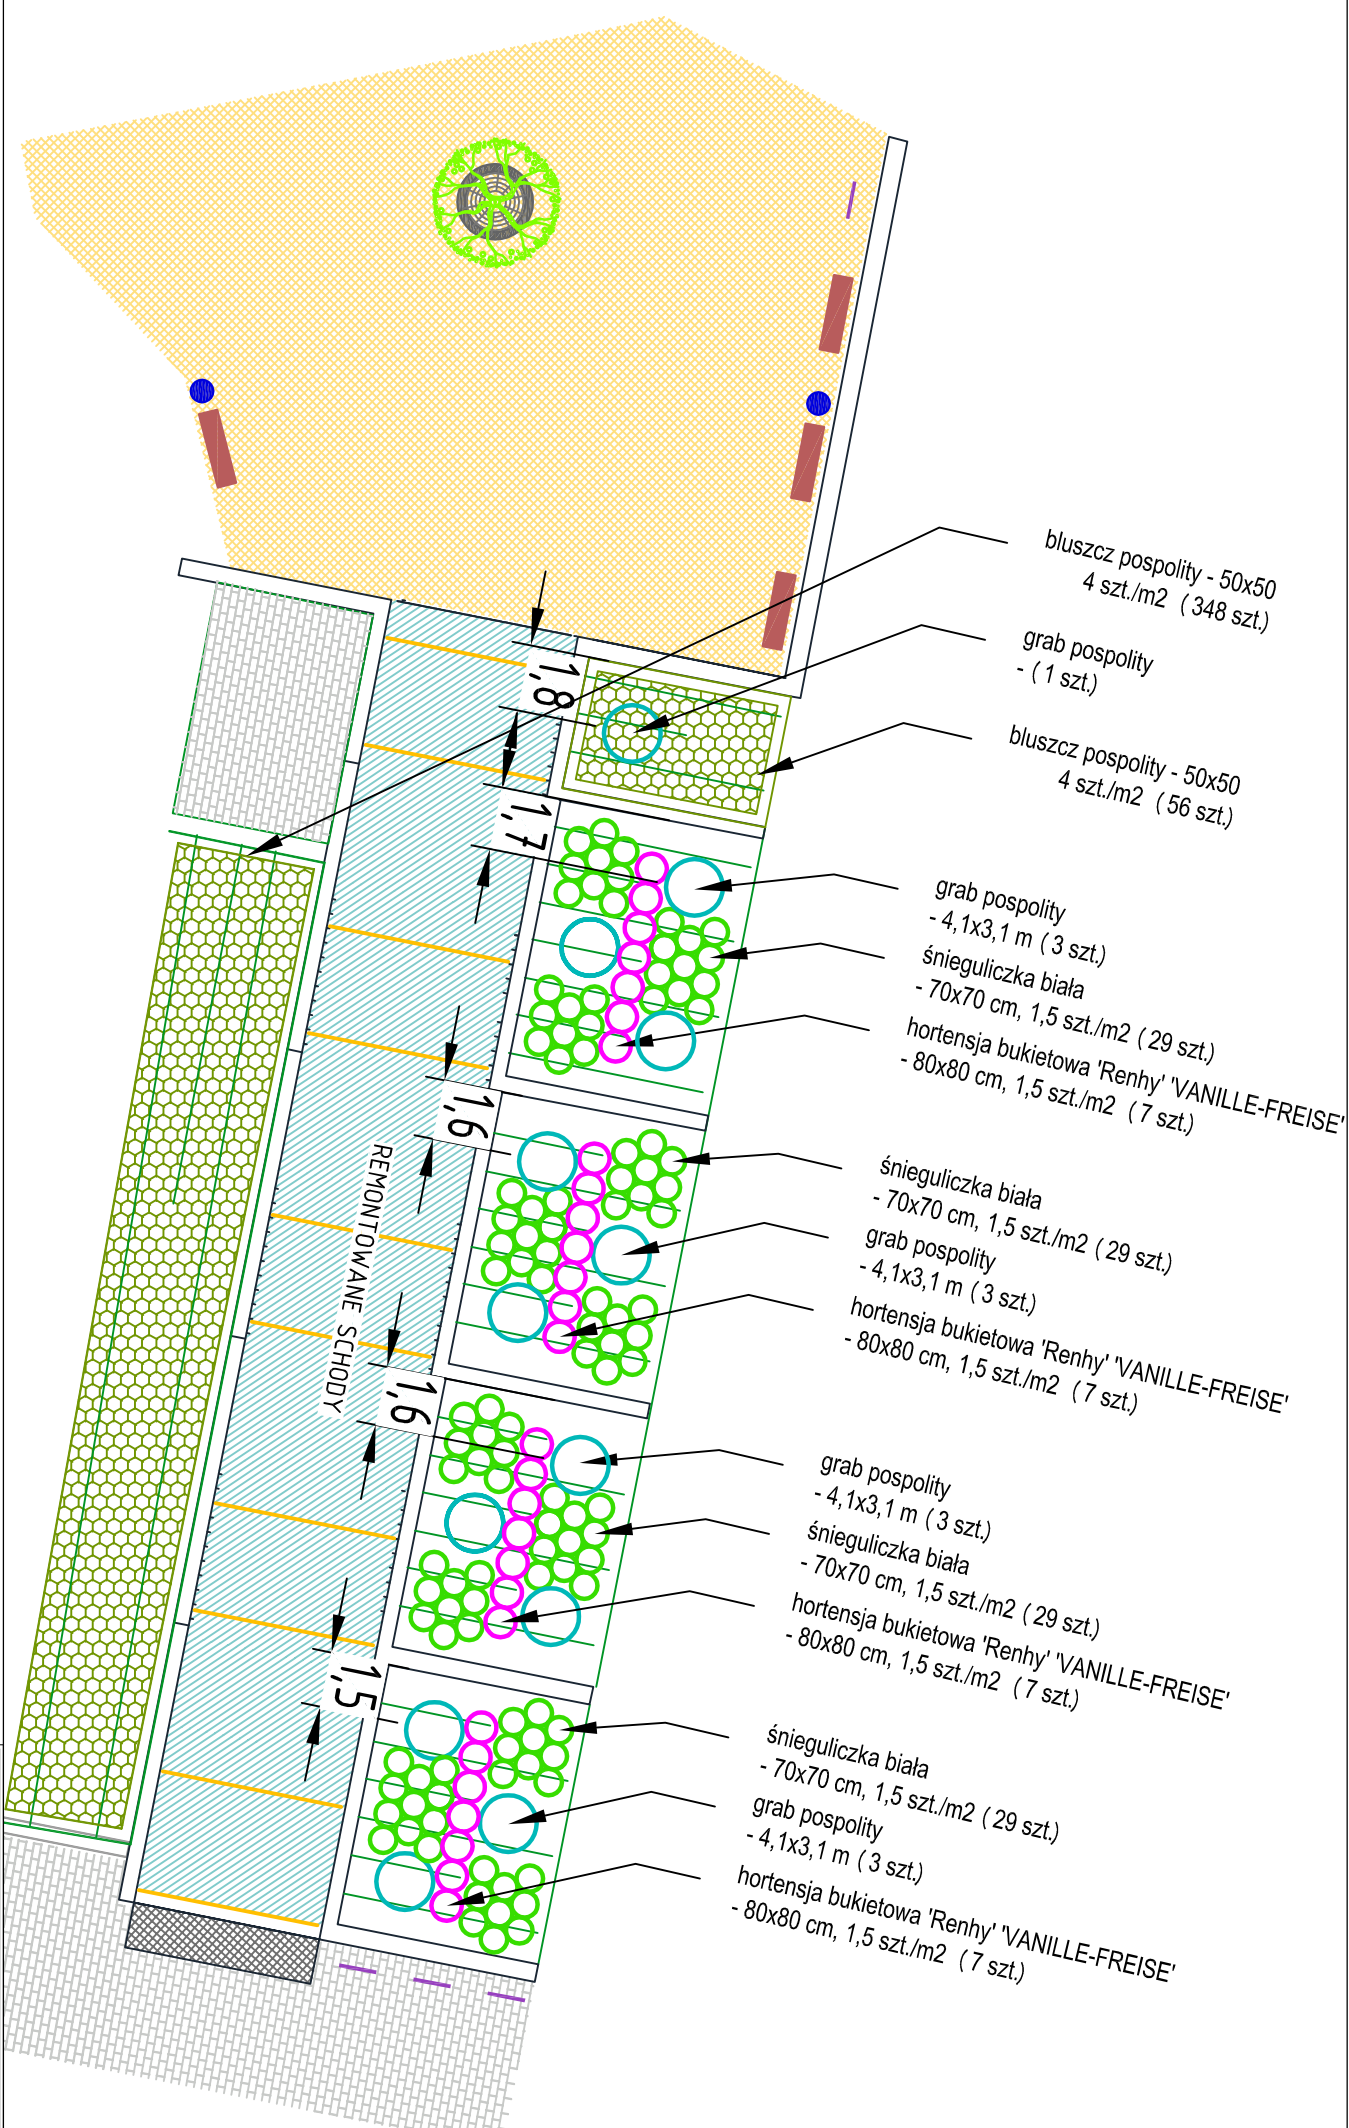 bluszcz pospolity - 50x50
4 szt./m2 ( 348 szt.)
grab pospolity
- ( 1 szt.)
bluszcz pospolity - 50x50
4 szt./m2 ( 56 szt.)
1,8
1,7
grab pospolity
- 4,1x3,1 m ( 3 szt.)
śnieguliczka biała
- 70x70 cm, 1,5 szt./m2 ( 29 szt.)
hortensja bukietowa 'Renhy' 'VANILLE-FREISE'
- 80x80 cm, 1,5 szt./m2 ( 7 szt.)
1,6
REMONTOWANE SCHODY
śnieguliczka biała
- 70x70 cm, 1,5 szt./m2 ( 29 szt.)
grab pospolity
- 4,1x3,1 m ( 3 szt.)
hortensja bukietowa 'Renhy' 'VANILLE-FREISE'
- 80x80 cm, 1,5 szt./m2 ( 7 szt.)
1,6
grab pospolity
- 4,1x3,1 m ( 3 szt.)
śnieguliczka biała
- 70x70 cm, 1,5 szt./m2 ( 29 szt.)
hortensja bukietowa 'Renhy' 'VANILLE-FREISE'
- 80x80 cm, 1,5 szt./m2 ( 7 szt.)
1,5
śnieguliczka biała
- 70x70 cm, 1,5 szt./m2 ( 29 szt.)
grab pospolity
- 4,1x3,1 m ( 3 szt.)
hortensja bukietowa 'Renhy' 'VANILLE-FREISE'
- 80x80 cm, 1,5 szt./m2 ( 7 szt.)